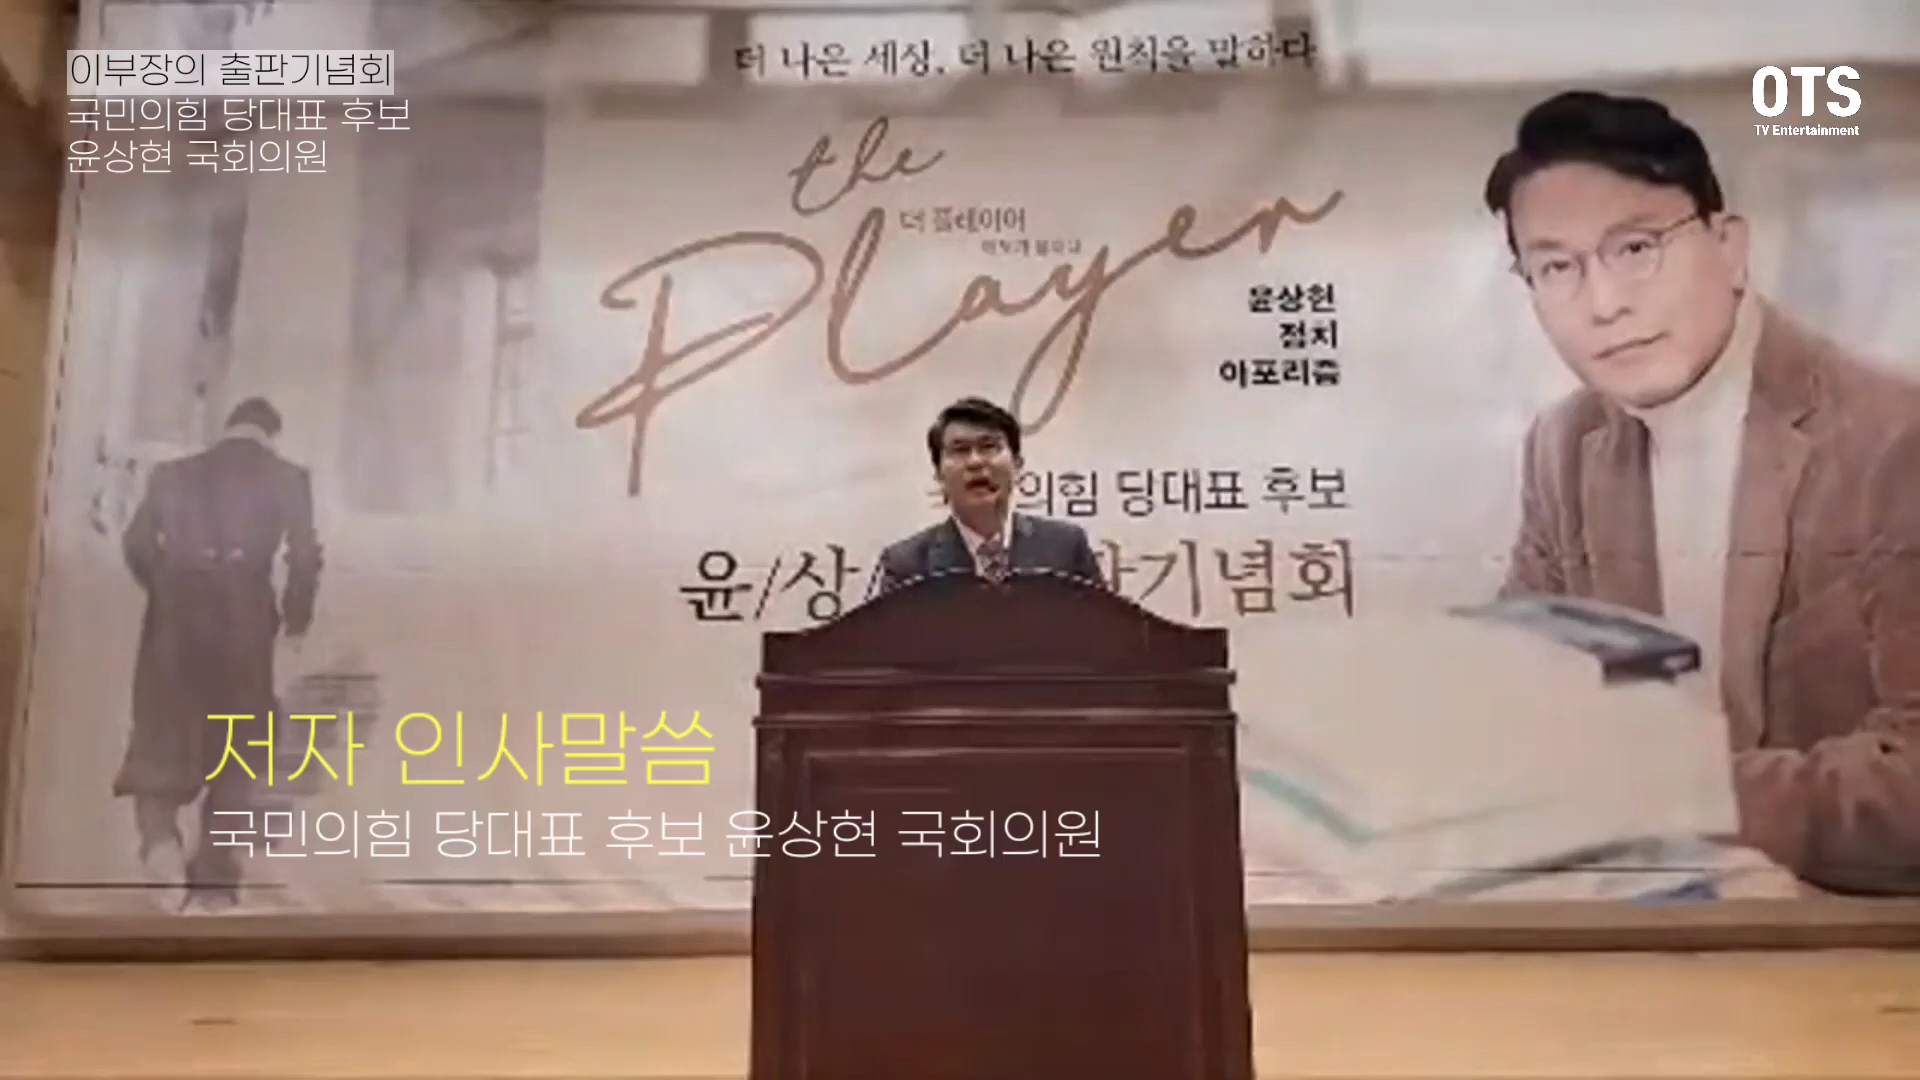 이부장의 출판기념회
국민의힘 당대표 후보
윤상현 국회의원
OTS
TV Entertainment
더 나은 세상, 더 나은 원칙을 말하다
the
Player
더 플레이어
윤상현
정치
아포리즘
의힘 당대표 후보
윤/상/
기념회
저자 인사말씀
국민의힘 당대표 후보 윤상현 국회의원